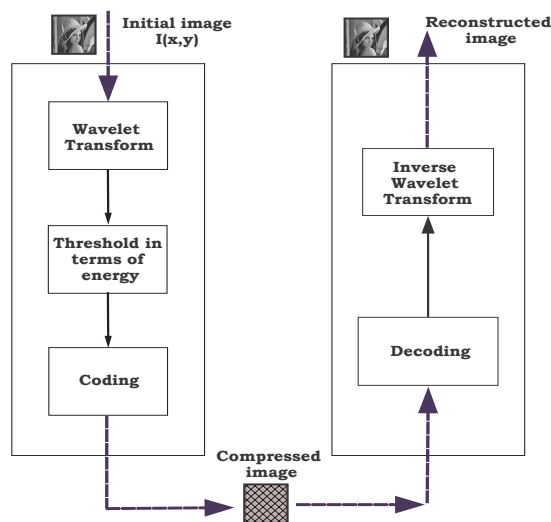 Initial image
I(x,y)
Wavelet
Transform
Threshold in
terms of
energy
Coding
Compressed
image
Reconstructed
image
Inverse
Wavelet
Transform
Decoding